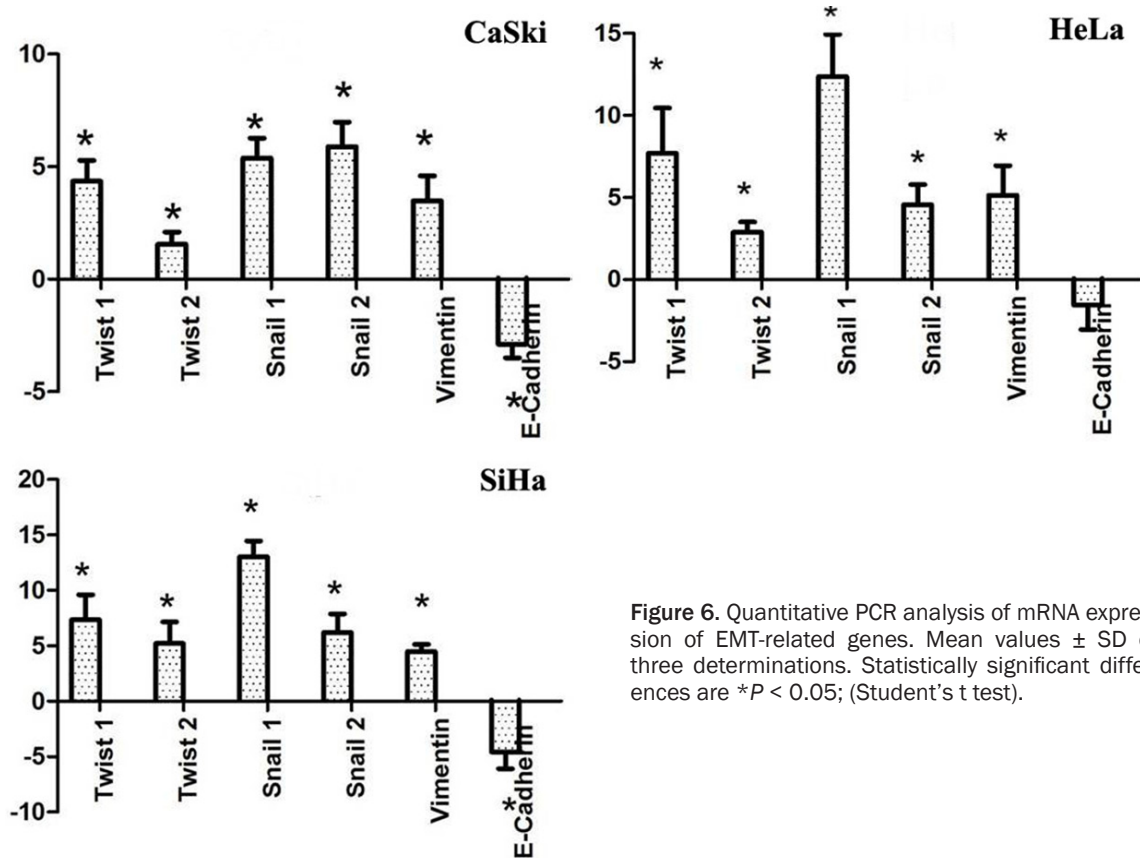 CaSki
10
5
0
-5
*
*
*
*
*
*
Twist 1
Twist 2
Snail 1
Snail 2
Vimentin
E-Cadherin
HeLa
15
10
5
0
-5
*
*
*
*
*
Twist 1
Twist 2
Snail 1
Snail 2
Vimentin
E-Cadherin
SiHa
20
15
10
5
0
-5
-10
*
*
*
*
*
*
Twist 1
Twist 2
Snail 1
Snail 2
Vimentin
E-Cadherin
Figure 6. Quantitative PCR analysis of mRNA expre
sion of EMT-related genes. Mean values ± SD
three determinations. Statistically significant diffe
ences are *P < 0.05; (Student's t test).